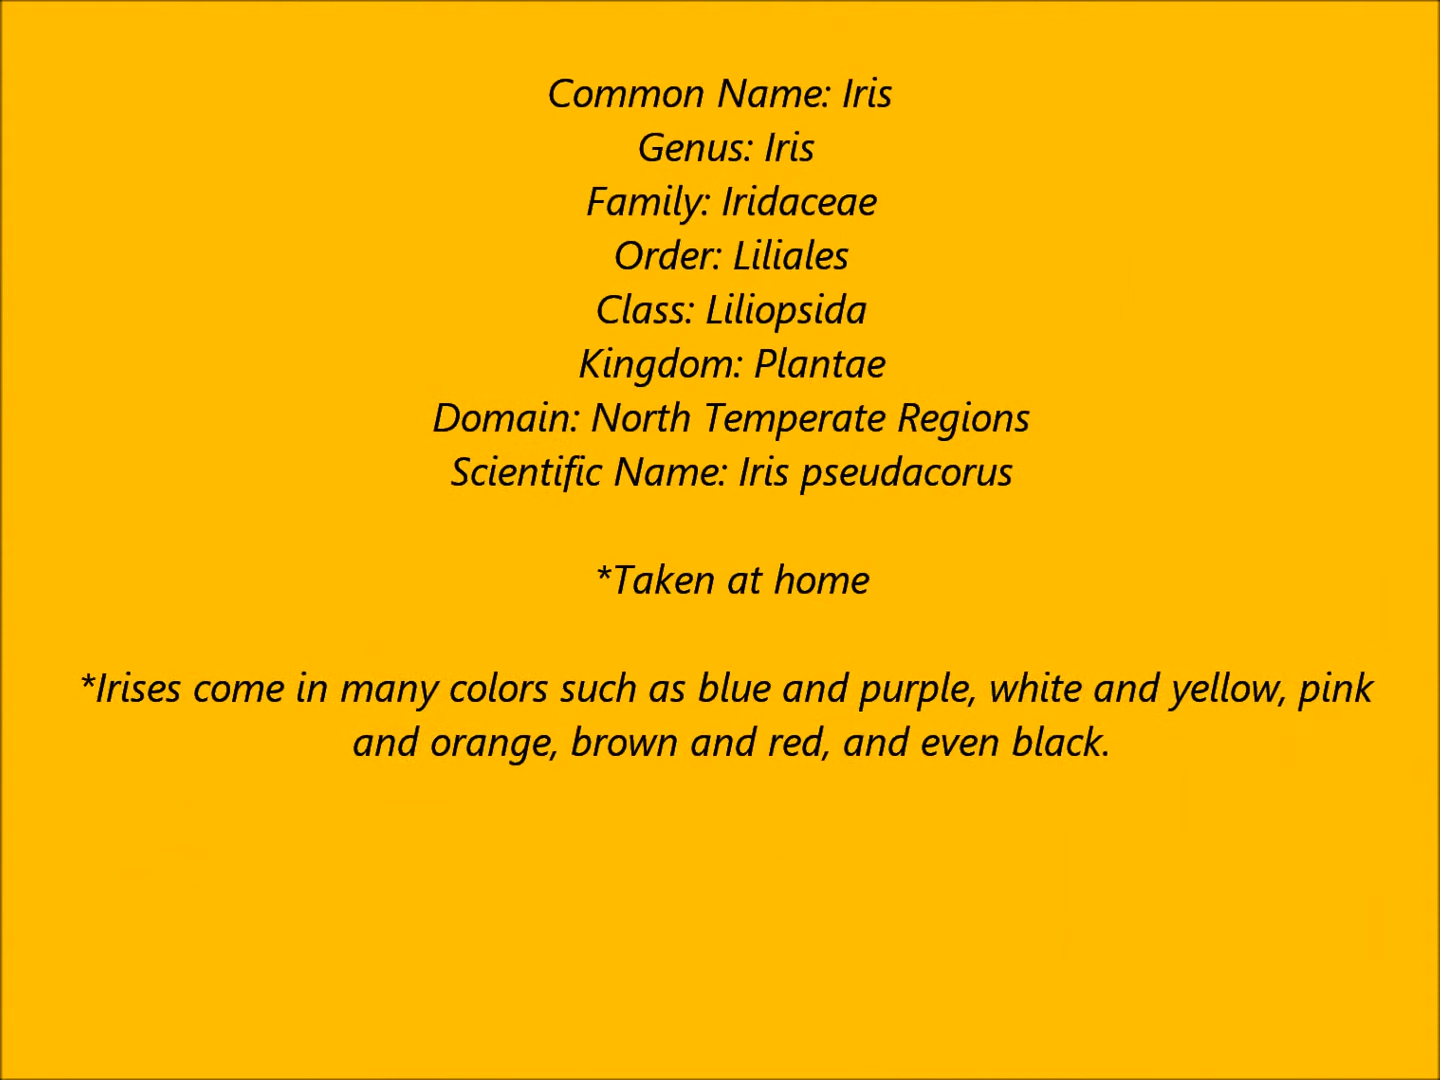 Common Name: Iris
Genus: Iris
Family: Iridaceae
Order: Liliales
Class: Liliopsida
Kingdom: Plantae
Domain: North Temperate Regions
Scientific Name: Iris pseudacorus
*Taken at home
*Irises come in many colors such as blue and purple, white and yellow, pink
and orange, brown and red, and even black.